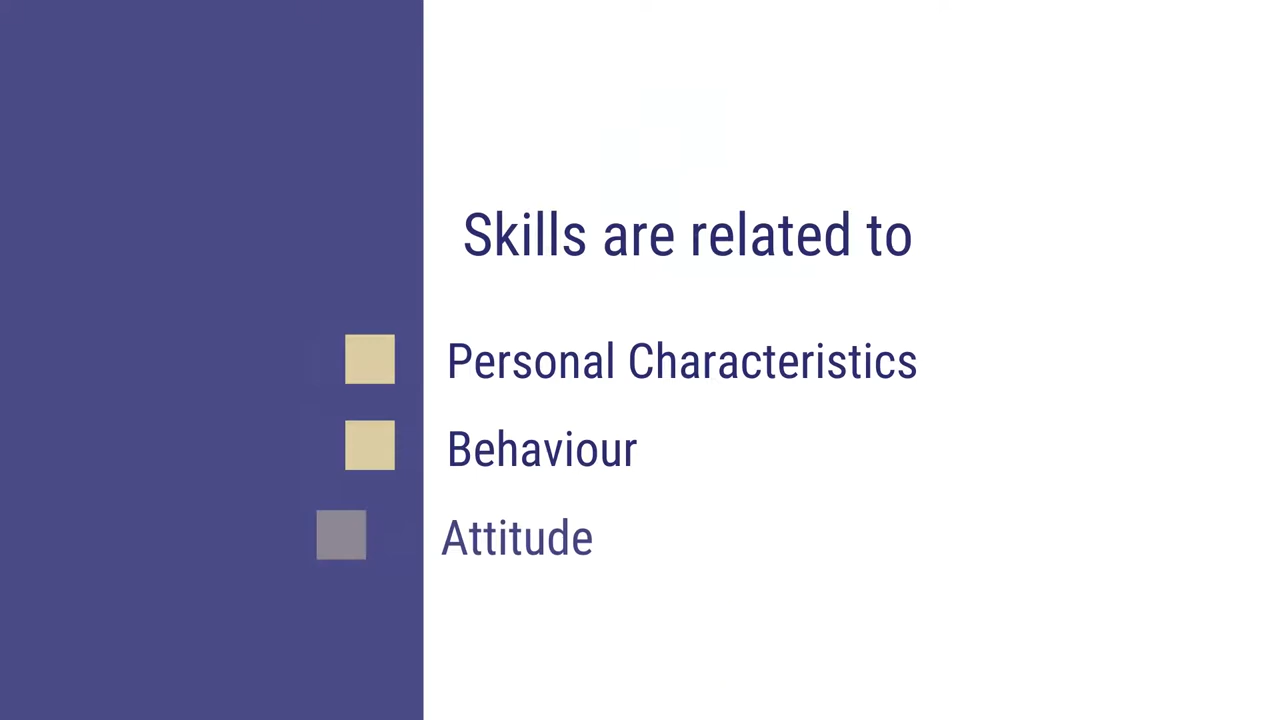 Skills are related to
Personal Characteristics
Behaviour
Attitude